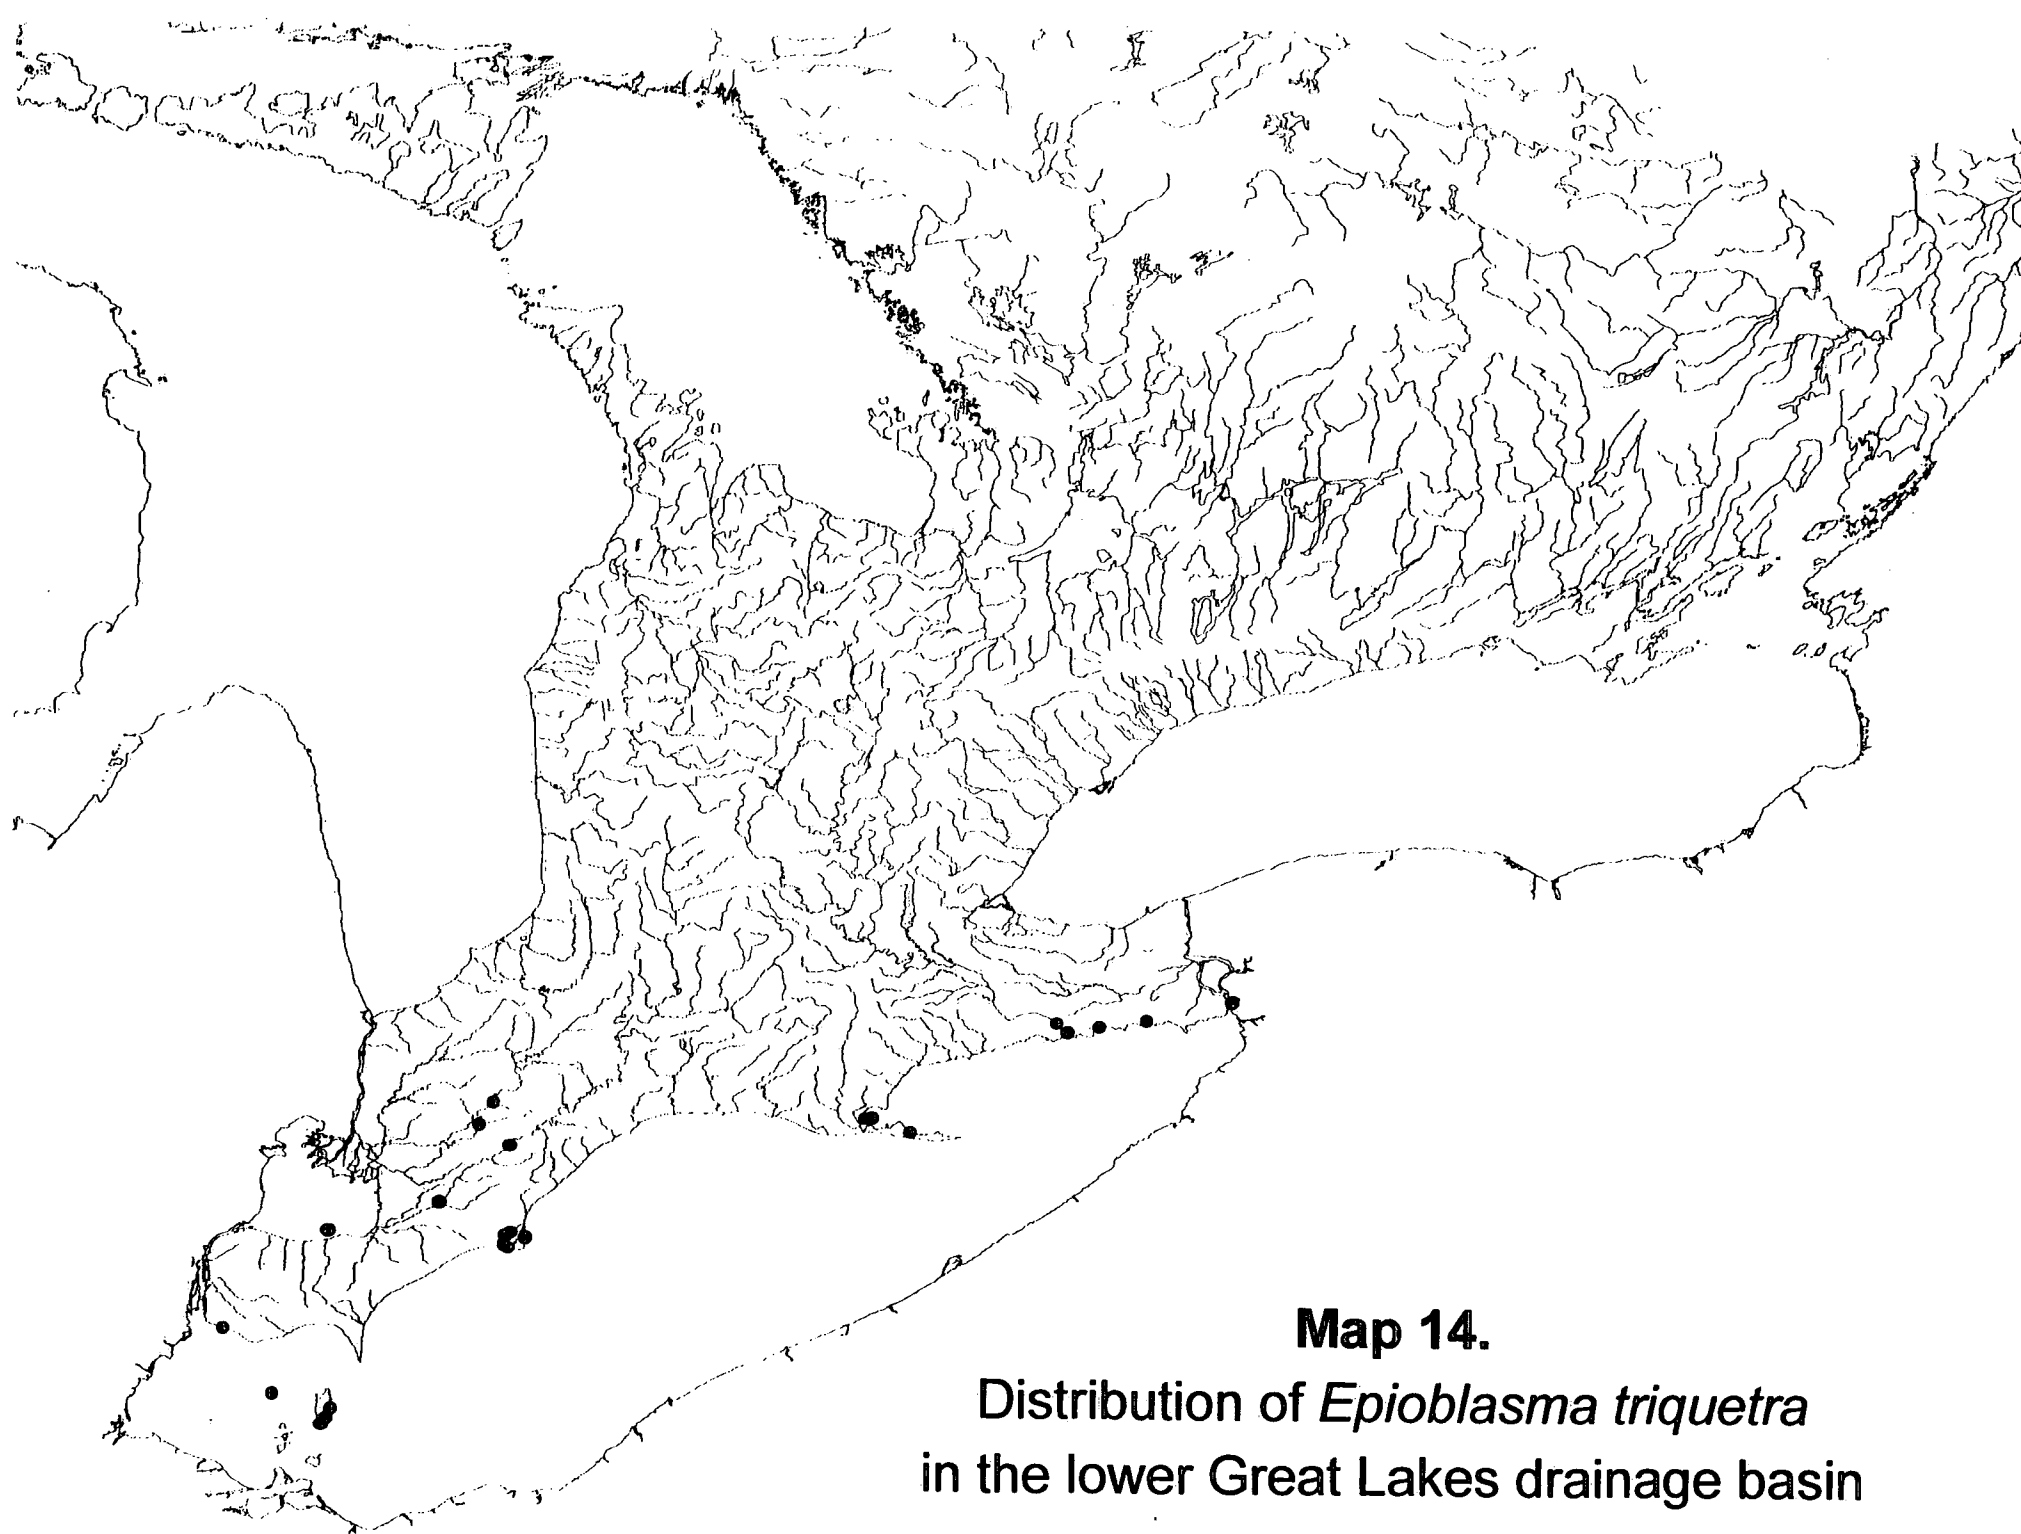 Map 14.
Distribution of Epioblasma triquetra
in the lower Great Lakes drainage basin